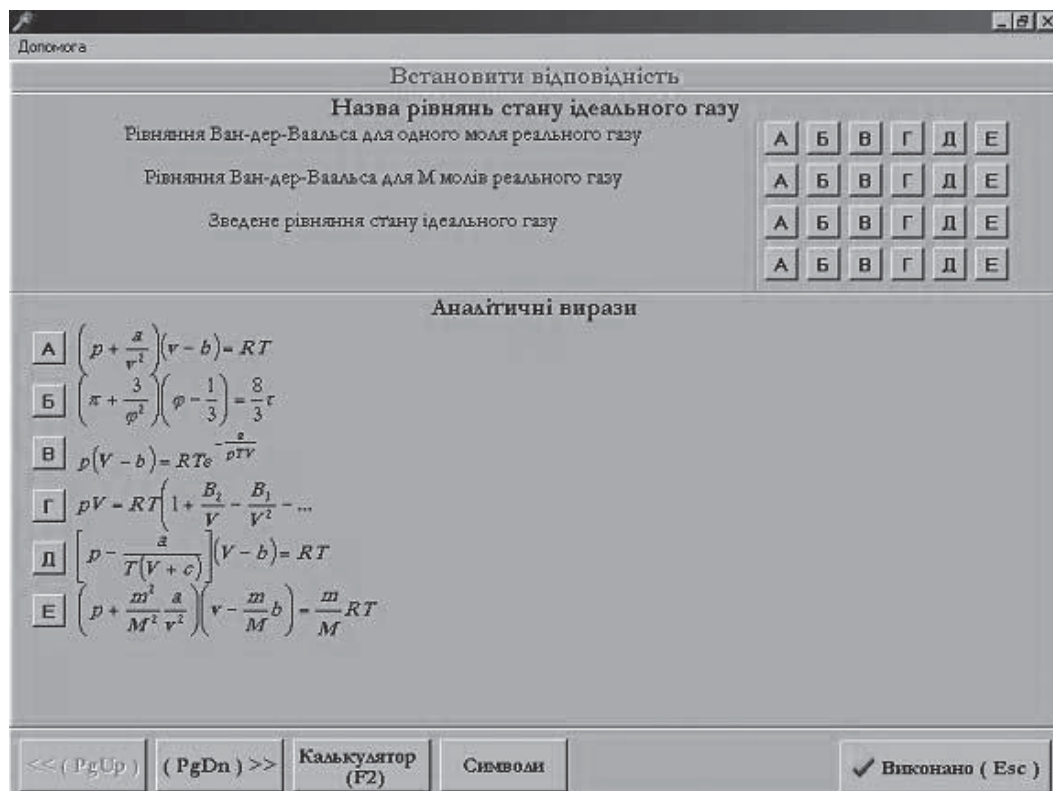 Допомога
Встановити відповідність
Назва рівнянь стану ідеального газу
Рівняння Ван-дер-Ваальса для одного моля реального газу
А Б В Г Д Е
Рівняння Ван-дер-Ваальса для М молів реального газу
А Б В Г Д Е
Зведене рівняння стану ідеального газу
А Б В Г Д Е
А Б В Г Д Е
Аналітичні вирази
А (p + a/v²)(v − b) = RT
Б (π + 3/φ²)(φ − 1/3) = 8/3 τ
В p(V − b) = RTe^(−a/pTV)
Г pV = RT(1 + B₂/V − B₁/V² − ...
Д [p − a/T(V + c)](V − b) = RT
Е (p + m²/M² a/v²)(v − m/M b) = m/M RT
<< ( PgUp )
( PgDn ) >>
Калькулятор
(F2)
Символи
Виконано ( Esc )